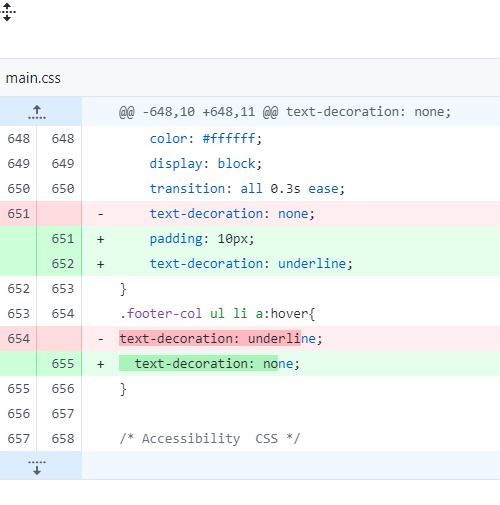 main.css
@@ -648,10 +648,11 @@ text-decoration: none;
648 648 color: #ffffff;
649 649 display: block;
650 650 transition: all 0.3s ease;
651 - text-decoration: none;
651 + padding: 10px;
652 + text-decoration: underline;
652 653 }
653 654 .footer-col ul li a:hover{
654 - text-decoration: underline;
655 + text-decoration: none;
655 656 }
656 657
657 658 /* Accessibility  CSS */